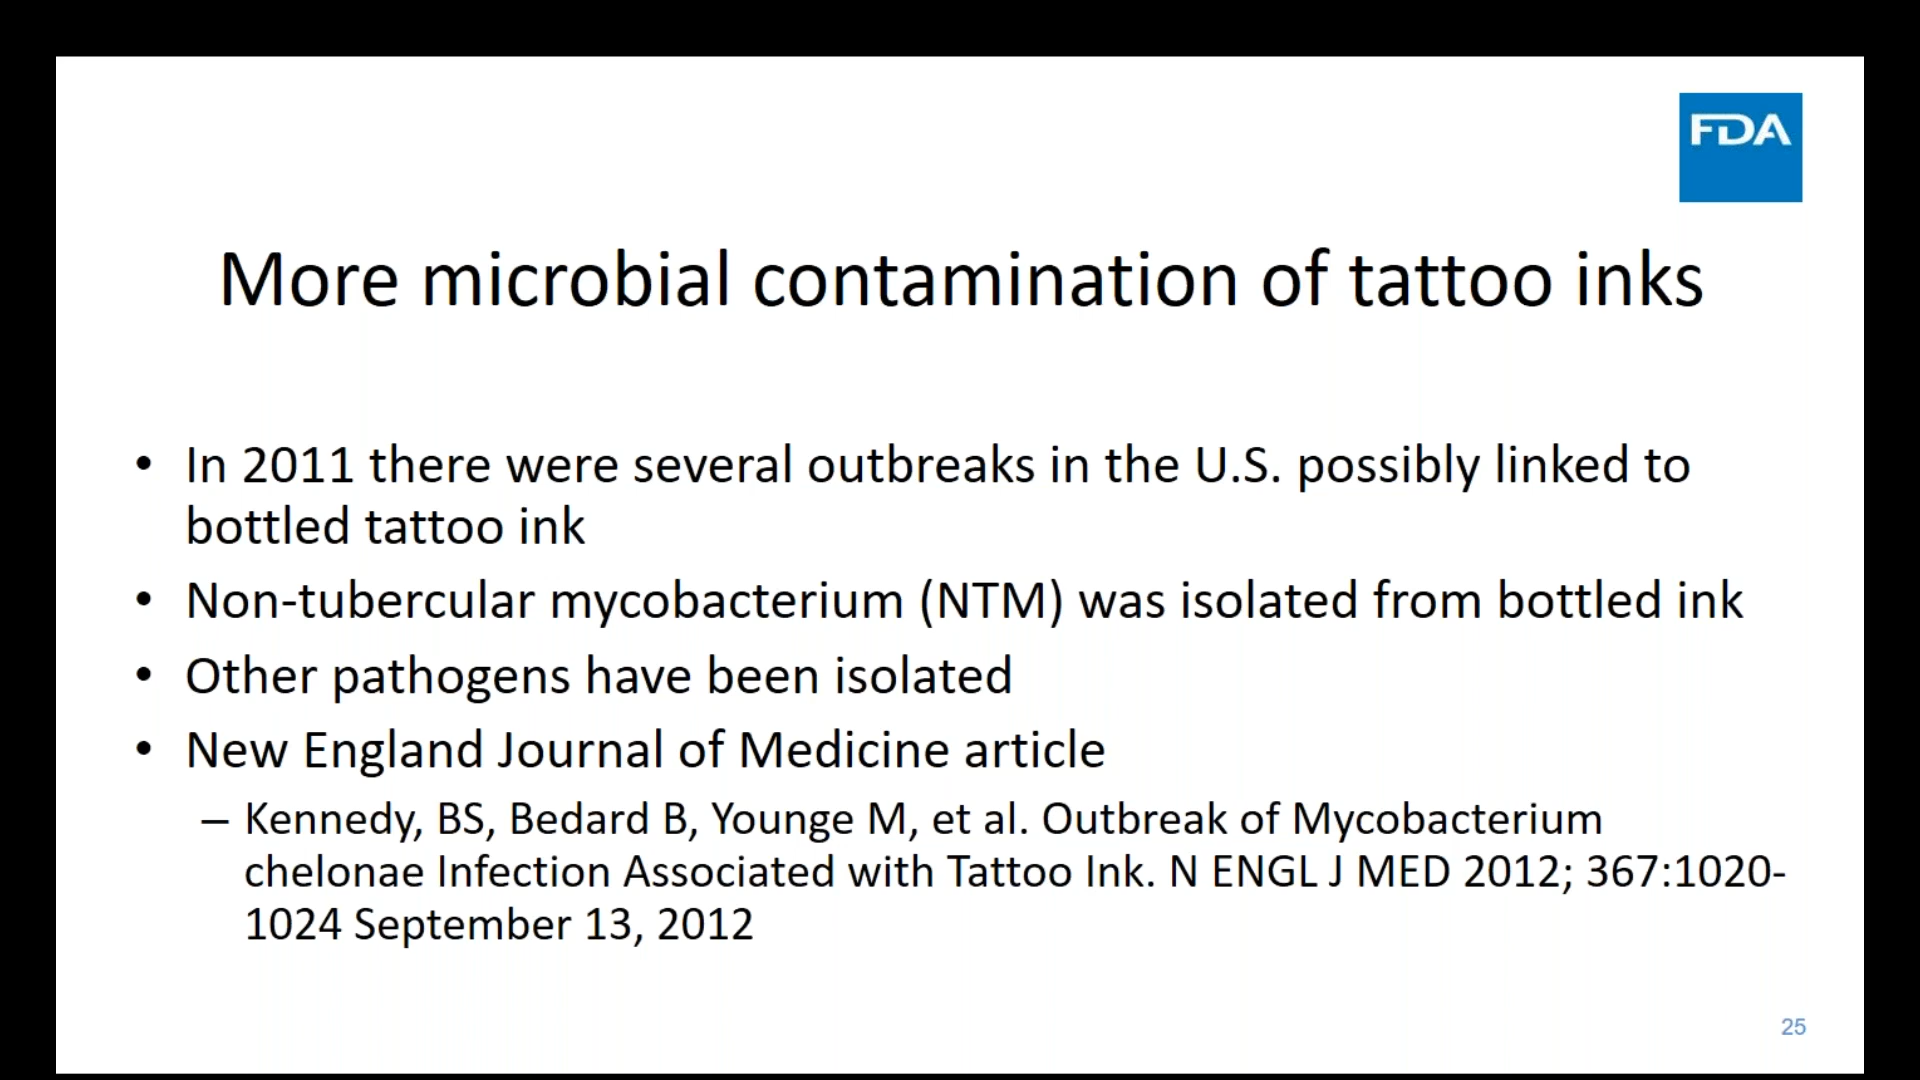 FDA
More microbial contamination of tattoo inks
• In 2011 there were several outbreaks in the U.S. possibly linked to
bottled tattoo ink
• Non-tubercular mycobacterium (NTM) was isolated from bottled ink
• Other pathogens have been isolated
• New England Journal of Medicine article
– Kennedy, BS, Bedard B, Younge M, et al. Outbreak of Mycobacterium
chelonae Infection Associated with Tattoo Ink. N ENGL J MED 2012; 367:1020-
1024 September 13, 2012
25